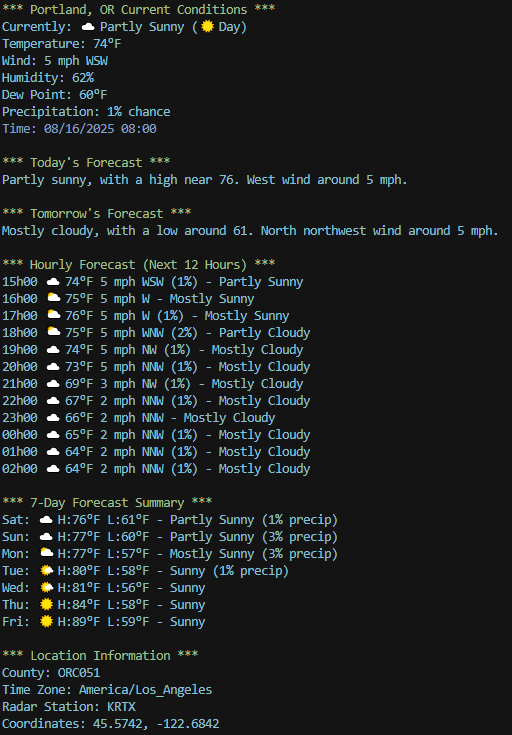 *** Portland, OR Current Conditions ***
Currently: ☁️ Partly Sunny (☀️ Day)
Temperature: 74°F
Wind: 5 mph WSW
Humidity: 62%
Dew Point: 60°F
Precipitation: 1% chance
Time: 08/16/2025 08:00
*** Today's Forecast ***
Partly sunny, with a high near 76. West wind around 5 mph.
*** Tomorrow's Forecast ***
Mostly cloudy, with a low around 61. North northwest wind around 5 mph.
*** Hourly Forecast (Next 12 Hours) ***
15h00 ☁️ 74°F 5 mph WSW (1%) - Partly Sunny
16h00 🌥️ 75°F 5 mph W - Mostly Sunny
17h00 🌥️ 76°F 5 mph W (1%) - Mostly Sunny
18h00 🌥️ 75°F 5 mph WNW (2%) - Partly Cloudy
19h00 ☁️ 74°F 5 mph NW (1%) - Mostly Cloudy
20h00 ☁️ 73°F 5 mph NNW (1%) - Mostly Cloudy
21h00 ☁️ 69°F 3 mph NW (1%) - Mostly Cloudy
22h00 ☁️ 67°F 2 mph NNW (1%) - Mostly Cloudy
23h00 ☁️ 66°F 2 mph NNW - Mostly Cloudy
00h00 ☁️ 65°F 2 mph NNW (1%) - Mostly Cloudy
01h00 ☁️ 64°F 2 mph NNW (1%) - Mostly Cloudy
02h00 ☁️ 64°F 2 mph NNW (1%) - Mostly Cloudy
*** 7-Day Forecast Summary ***
Sat: ☁️ H:76°F L:61°F - Partly Sunny (1% precip)
Sun: ☁️ H:77°F L:60°F - Partly Sunny (3% precip)
Mon: 🌥️ H:77°F L:57°F - Mostly Sunny (3% precip)
Tue: 🌤️ H:80°F L:58°F - Sunny (1% precip)
Wed: 🌤️ H:81°F L:56°F - Sunny
Thu: ☀️ H:84°F L:58°F - Sunny
Fri: ☀️ H:89°F L:59°F - Sunny
*** Location Information ***
County: ORC051
Time Zone: America/Los_Angeles
Radar Station: KRTX
Coordinates: 45.5742, -122.6842